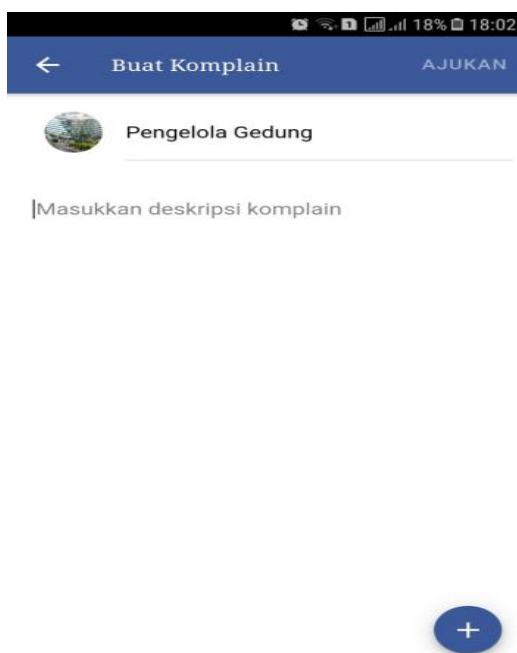 18% 18:02
Buat Komplain AJUKAN
Pengelola Gedung
Masukkan deskripsi komplain